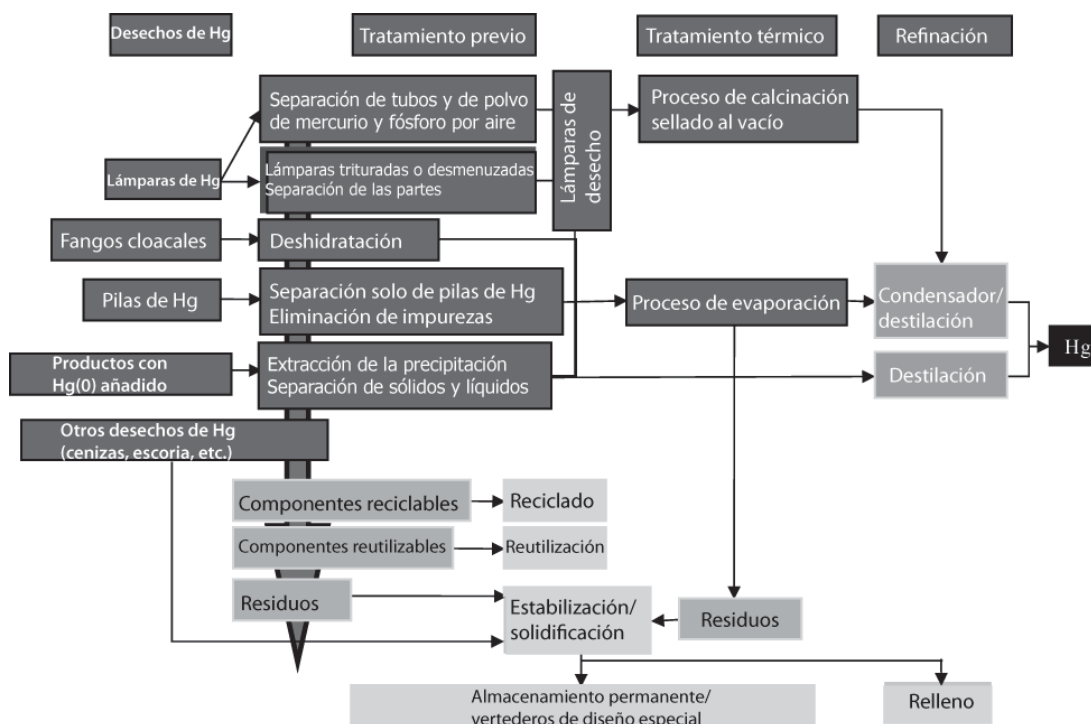 Desechos de Hg
Tratamiento previo
Tratamiento térmico
Refinación
Separación de tubos y de polvo
de mercurio y fósforo por aire
Lámparas de
desecho
Proceso de calcinación
sellado al vacío
Lámparas de Hg
Lámparas trituradas o desmenuzadas
Separación de las partes
Fangos cloacales
Deshidratación
Pilas de Hg
Separación solo de pilas de Hg
Eliminación de impurezas
Proceso de evaporación
Condensador/
destilación
Hg
Productos con
Hg(0) añadido
Extracción de la precipitación
Separación de sólidos y líquidos
Destilación
Otros desechos de Hg
(cenizas, escoria, etc.)
Componentes reciclables
Reciclado
Componentes reutilizables
Reutilización
Residuos
Estabilización/
solidificación
Residuos
Almacenamiento permanente/
vertederos de diseño especial
Relleno